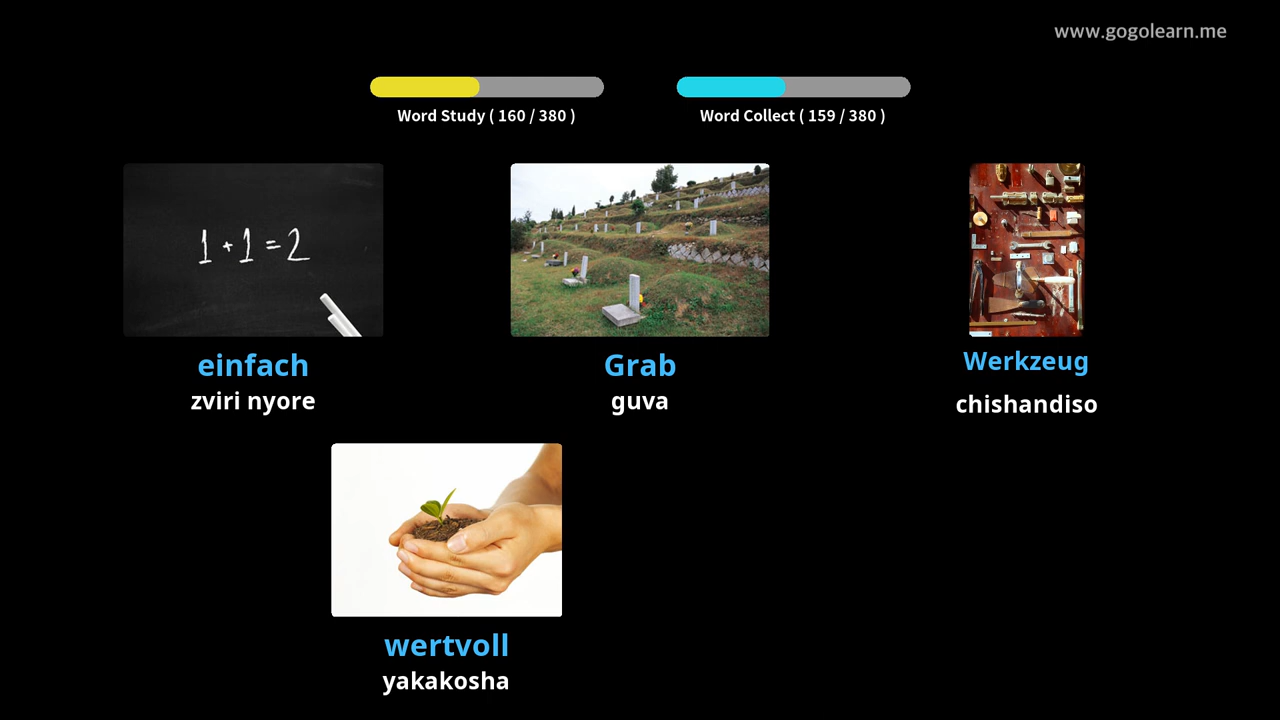 www.gogolearn.me
Word Study ( 160 / 380 )
Word Collect ( 159 / 380 )
1 + 1 = 2
einfach
zviri nyore
Grab
guva
Werkzeug
chishandiso
wertvoll
yakakosha